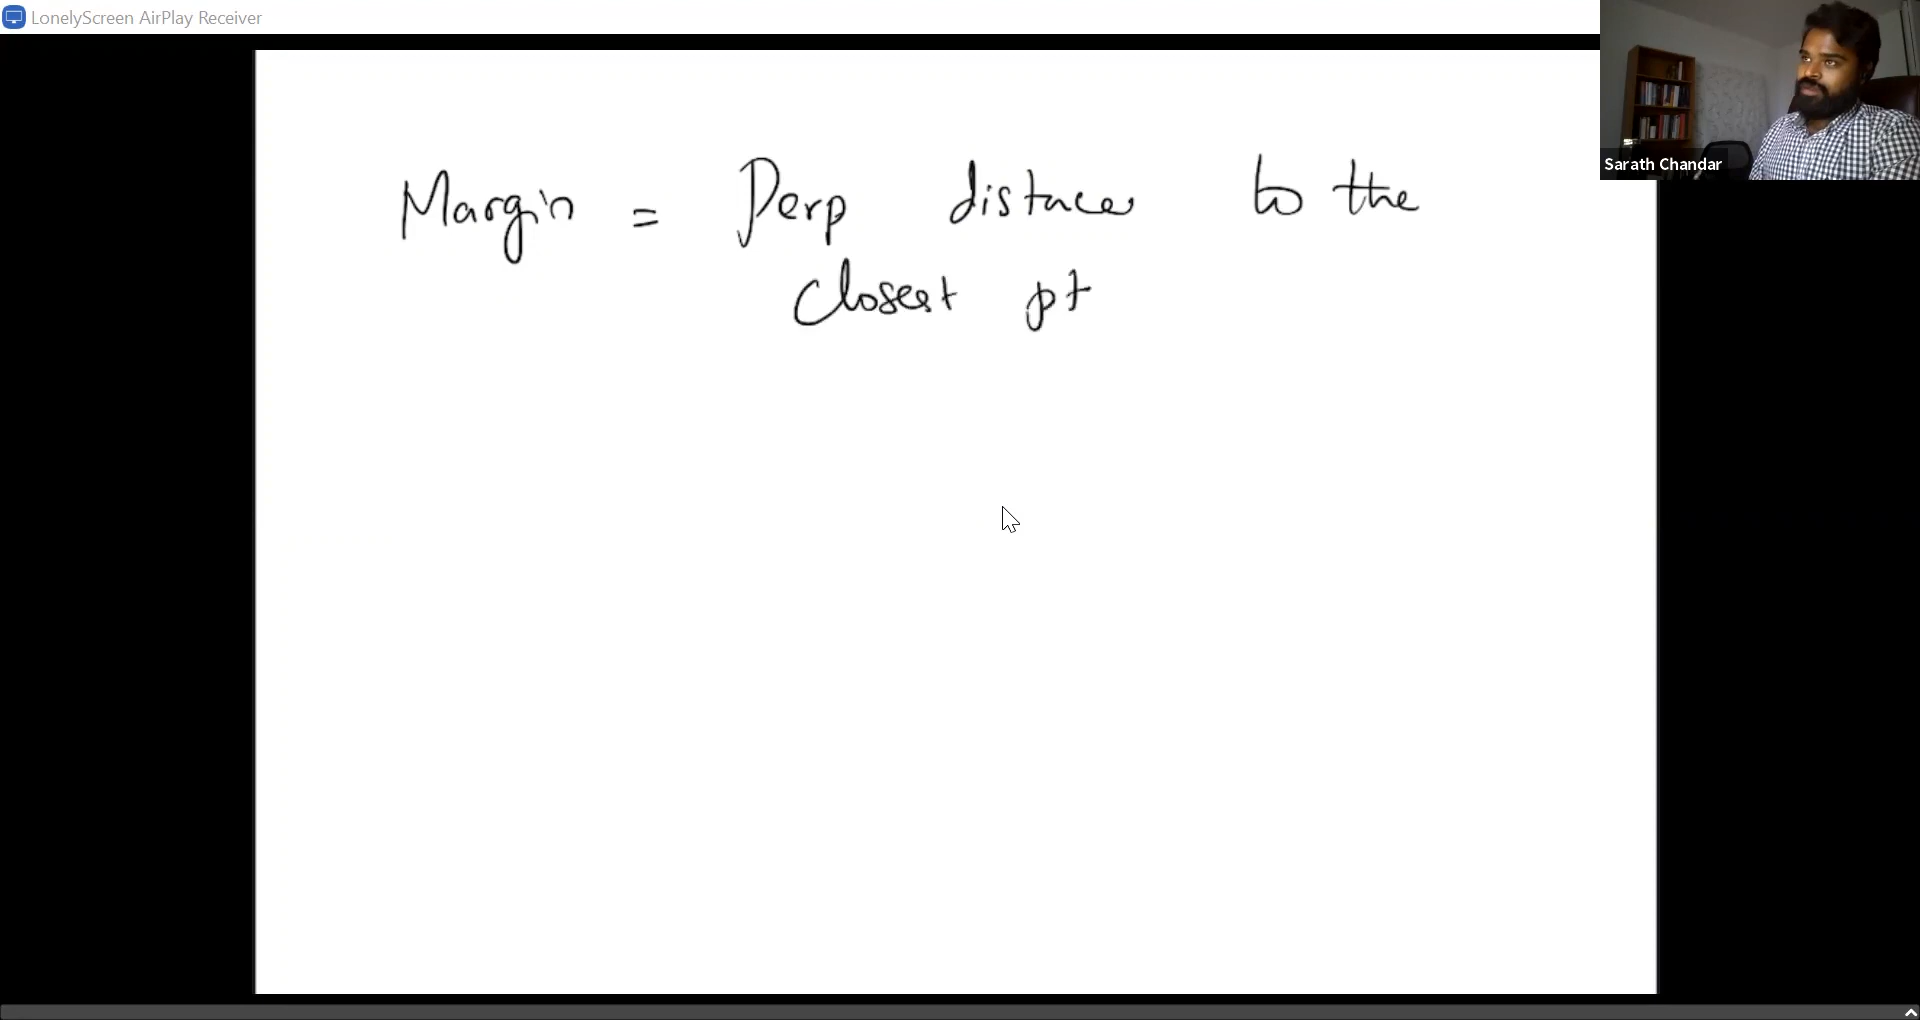 LonelyScreen AirPlay Receiver
Sarath Chandar
Margin = Perp distance to the
closest pt